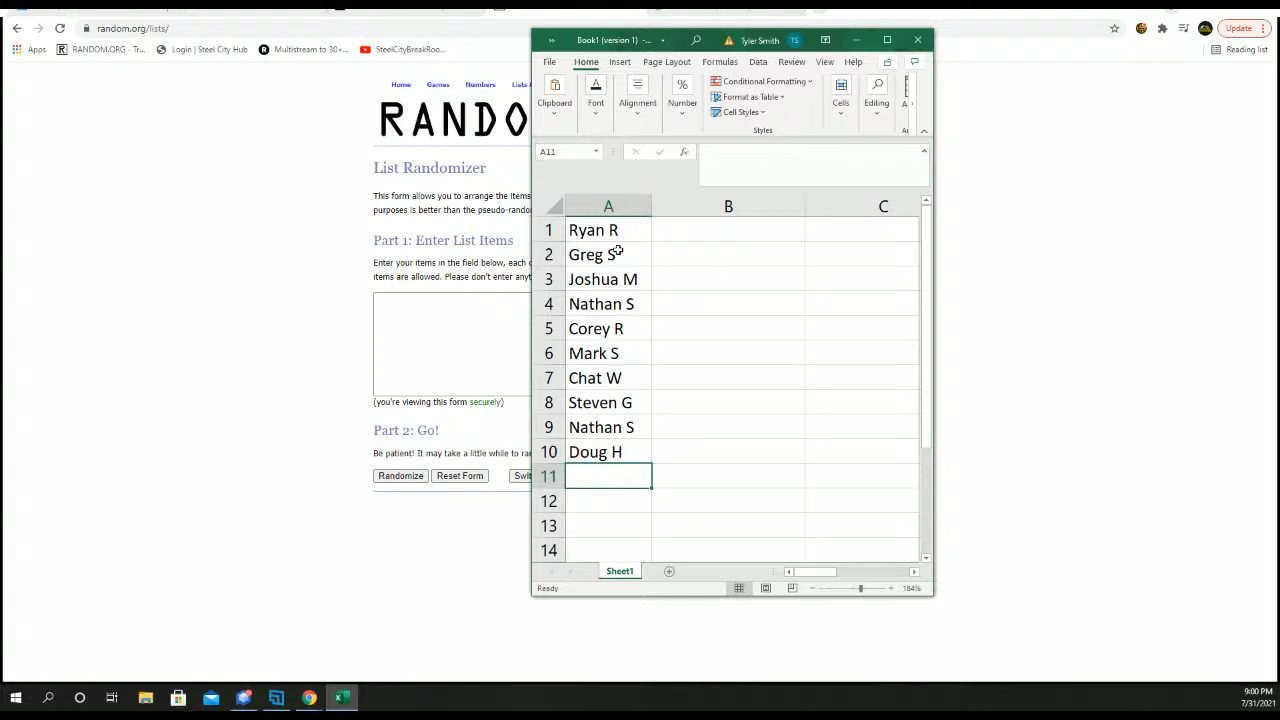 random.org/lists/
Update
Apps
RANDOM.ORG - Tr...
Login | Steel City Hub
Multistream to 30+...
SteelCityBreakRoo...
Reading list
Home
Games
Numbers
Lists
RANDO
List Randomizer
This form allows you to arrange the items
purposes is better than the pseudo-rando
Part 1: Enter List Items
Enter your items in the field below, each
items are allowed. Please don't enter any
(you're viewing this form securely)
Part 2: Go!
Be patient! It may take a little while to
Randomize
Reset Form
Book1 (version 1) -...
Tyler Smith
TS
File
Home
Insert
Page Layout
Formulas
Data
Review
View
Help
Clipboard
Font
Alignment
%
Number
Conditional Formatting
Format as Table
Cell Styles
Styles
Cells
Editing
A11
fx
A B C
1 Ryan R
2 Greg S
3 Joshua M
4 Nathan S
5 Corey R
6 Mark S
7 Chat W
8 Steven G
9 Nathan S
10 Doug H
11
12
13
14
Sheet1
Ready
184%
9:00 PM
7/31/2021